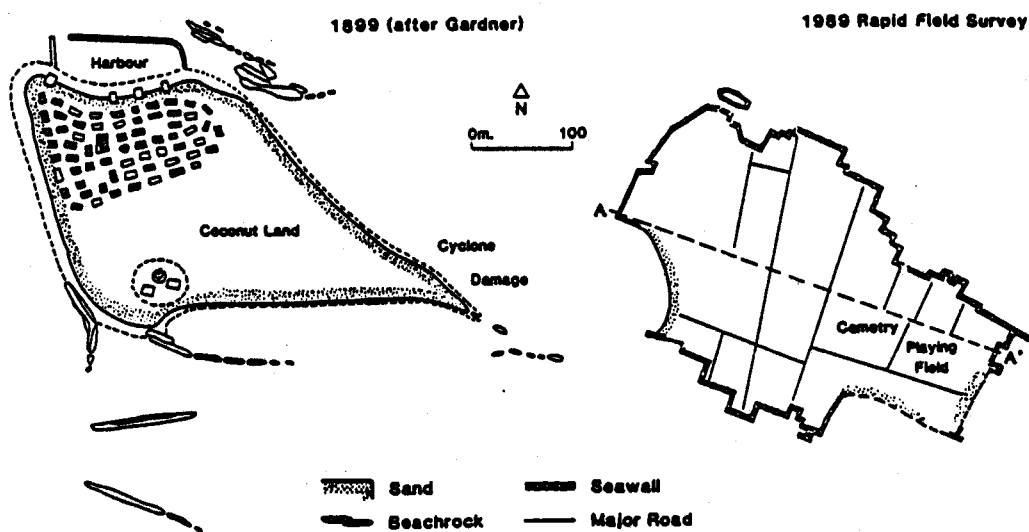 1899 (after Gardner)
1989 Rapid Field Survey
Harbour
N
0m. 100
Coconut Land
Cyclone
Damage
A
Cemetry
Playing
Field
A'
Sand
Seawall
Beachrock
Major Road